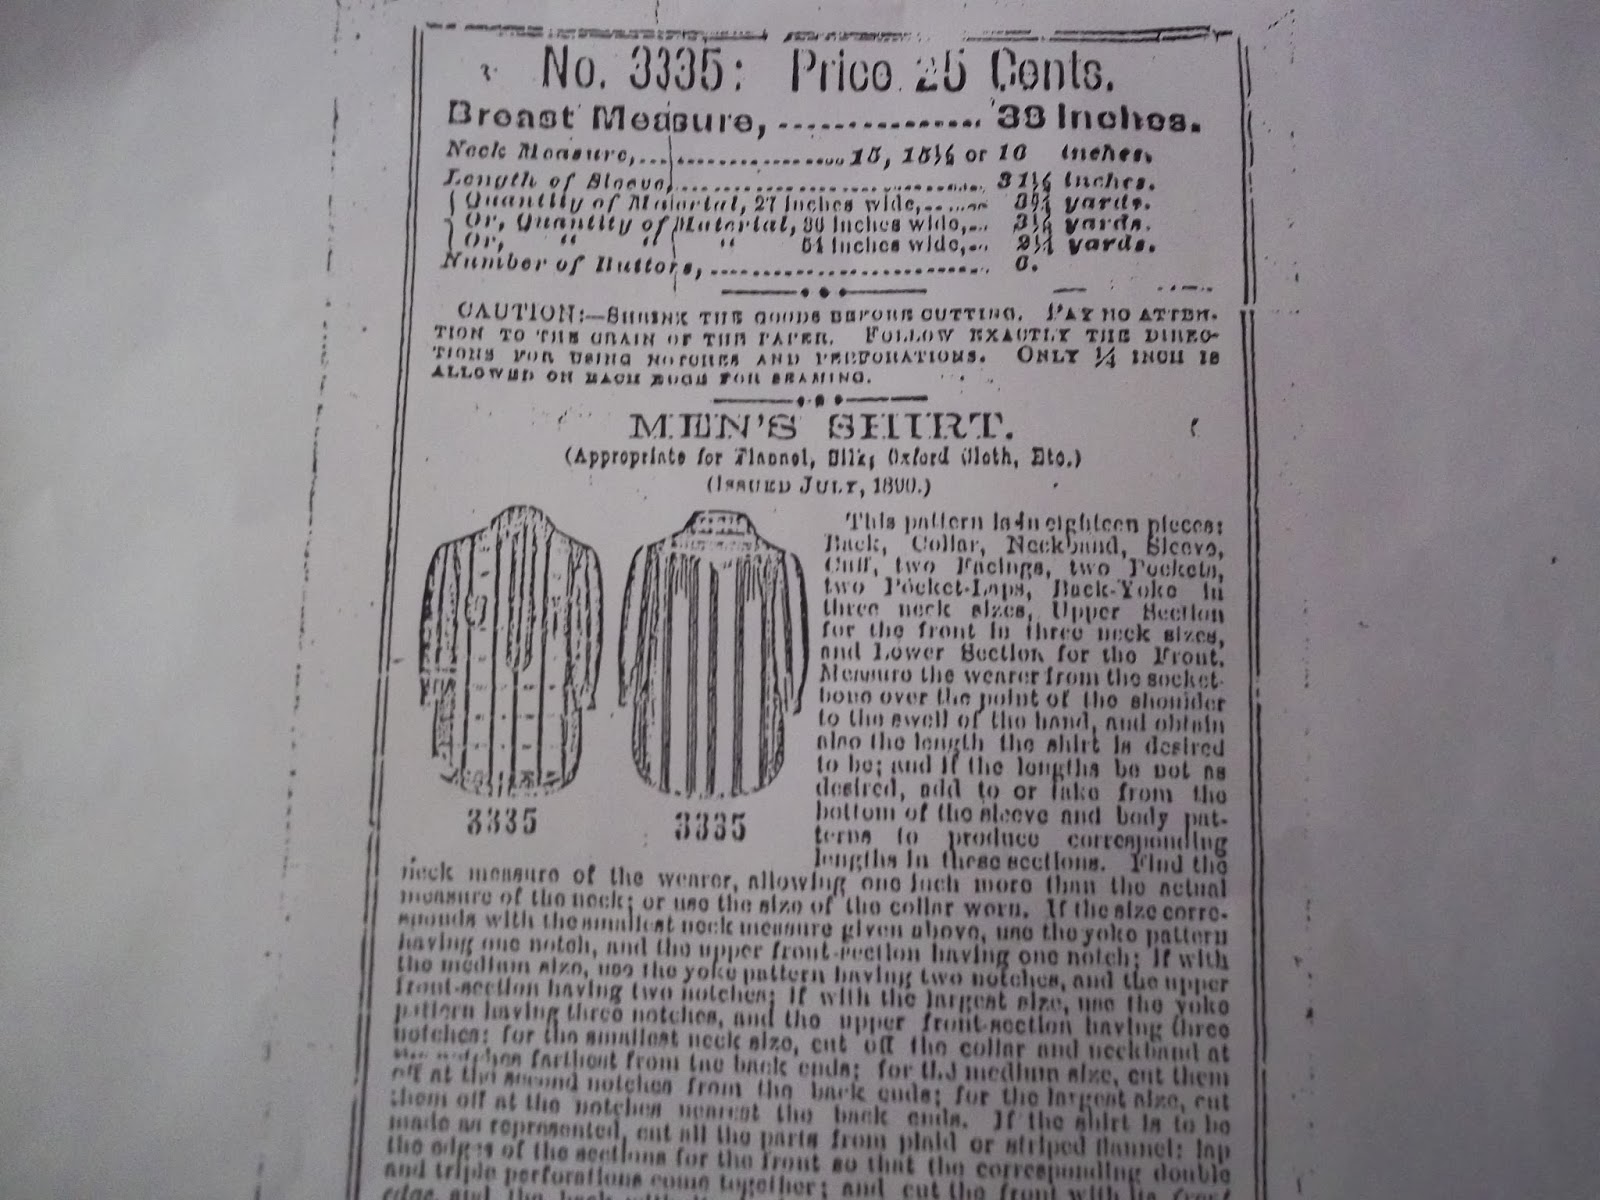 No. 3335: Price 25 Cents.
Breast Measure, 38 Inches.
Neck Measure, 15, 15½ or 16 Inches.
Length of Sleeve, 31½ Inches.
Quantity of Material, 27 Inches wide, yards.
Or, Quantity of Material, 36 Inches wide, yards.
Or, “ “ “ 54 Inches wide, yards.
Number of Buttons, 6.
CAUTION:—SHRINK THE GOODS BEFORE CUTTING. PAY NO ATTEN-
TION TO THE GRAIN OF THE PAPER. FOLLOW EXACTLY THE DIREC-
TIONS FOR USING NOTCHES AND PERFORATIONS. ONLY ¼ INCH IS
ALLOWED ON EACH EDGE FOR SEAMING.
MEN'S SHIRT.
(Appropriate for Flannel, Silk, Oxford Cloth, Etc.)
(ISSUED JULY, 1890.)
3335
3335
This pattern is in eighteen pieces:
Back, Collar, Neckband, Sleeve,
Cuff, two Facings, two Pockets,
two Pocket-Laps, Back-Yoke in
three neck sizes, Upper Section
for the front in three neck sizes,
and Lower Section for the Front.
Measure the wearer from the socket-
bone over the point of the shoulder
to the swell of the hand, and obtain
also the length the shirt is desired
to be; and if the lengths be not as
desired, add to or take from the
bottom of the sleeve and body pat-
terns to produce corresponding
lengths in these sections. Find the
neck measure of the wearer, allowing one inch more than the actual
measure of the neck; or use the size of the collar worn. If the size corre-
sponds with the smallest neck measure given above, use the yoke pattern
having one notch, and the upper front-section having one notch; if with
the medium size, use the yoke pattern having two notches, and the upper
front-section having two notches; if with the largest size, use the yoke
pattern having three notches, and the upper front-section having three
notches: for the smallest neck size, cut off the collar and neckband at
the notches farthest from the back ends; for the medium size, cut them
off at the second notches from the back ends; for the largest size, cut
them off at the notches nearest the back ends. If the shirt is to be
made as represented, cut all the parts from plaid or striped flannel: lap
the edges of the sections for the front so that the corresponding double
and triple perforations come together; and cut the front with its front
edge, and the back with